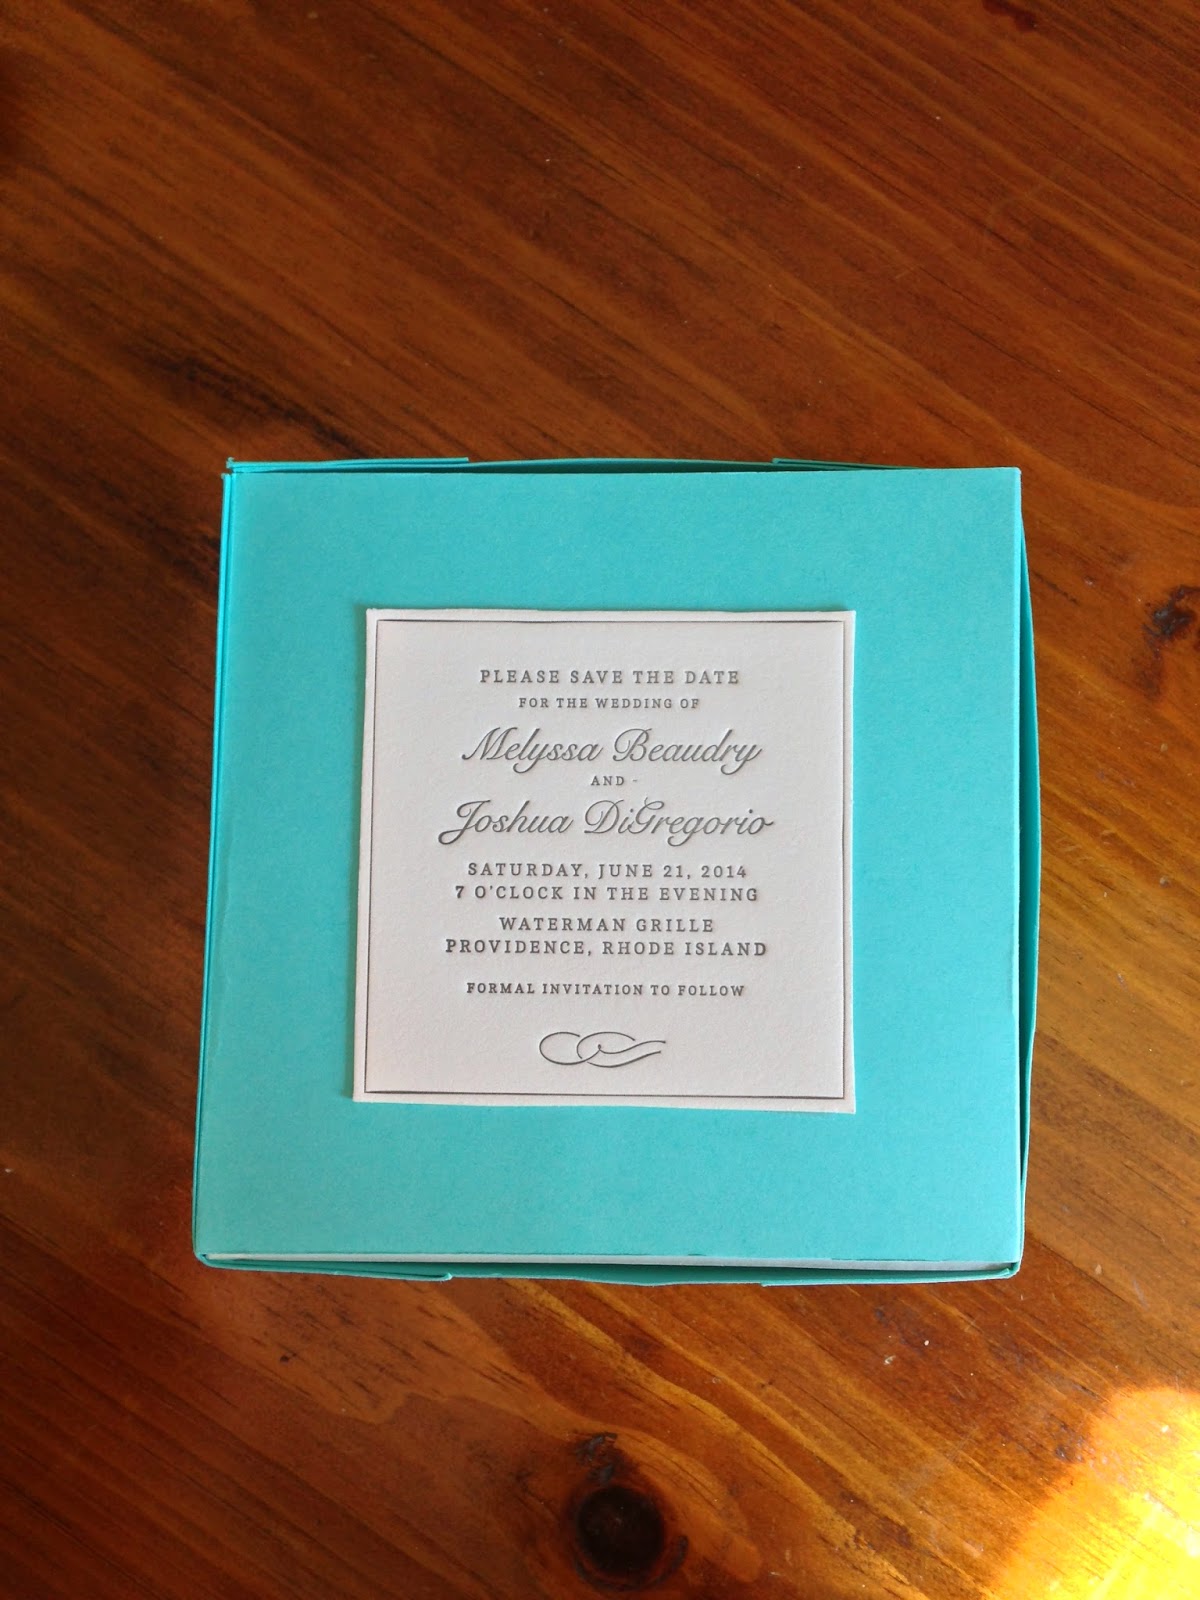 PLEASE SAVE THE DATE
FOR THE WEDDING OF
Melyssa Beaudry
AND -
Joshua DiGregorio
SATURDAY, JUNE 21, 2014
7 O'CLOCK IN THE EVENING
WATERMAN GRILLE
PROVIDENCE, RHODE ISLAND
FORMAL INVITATION TO FOLLOW